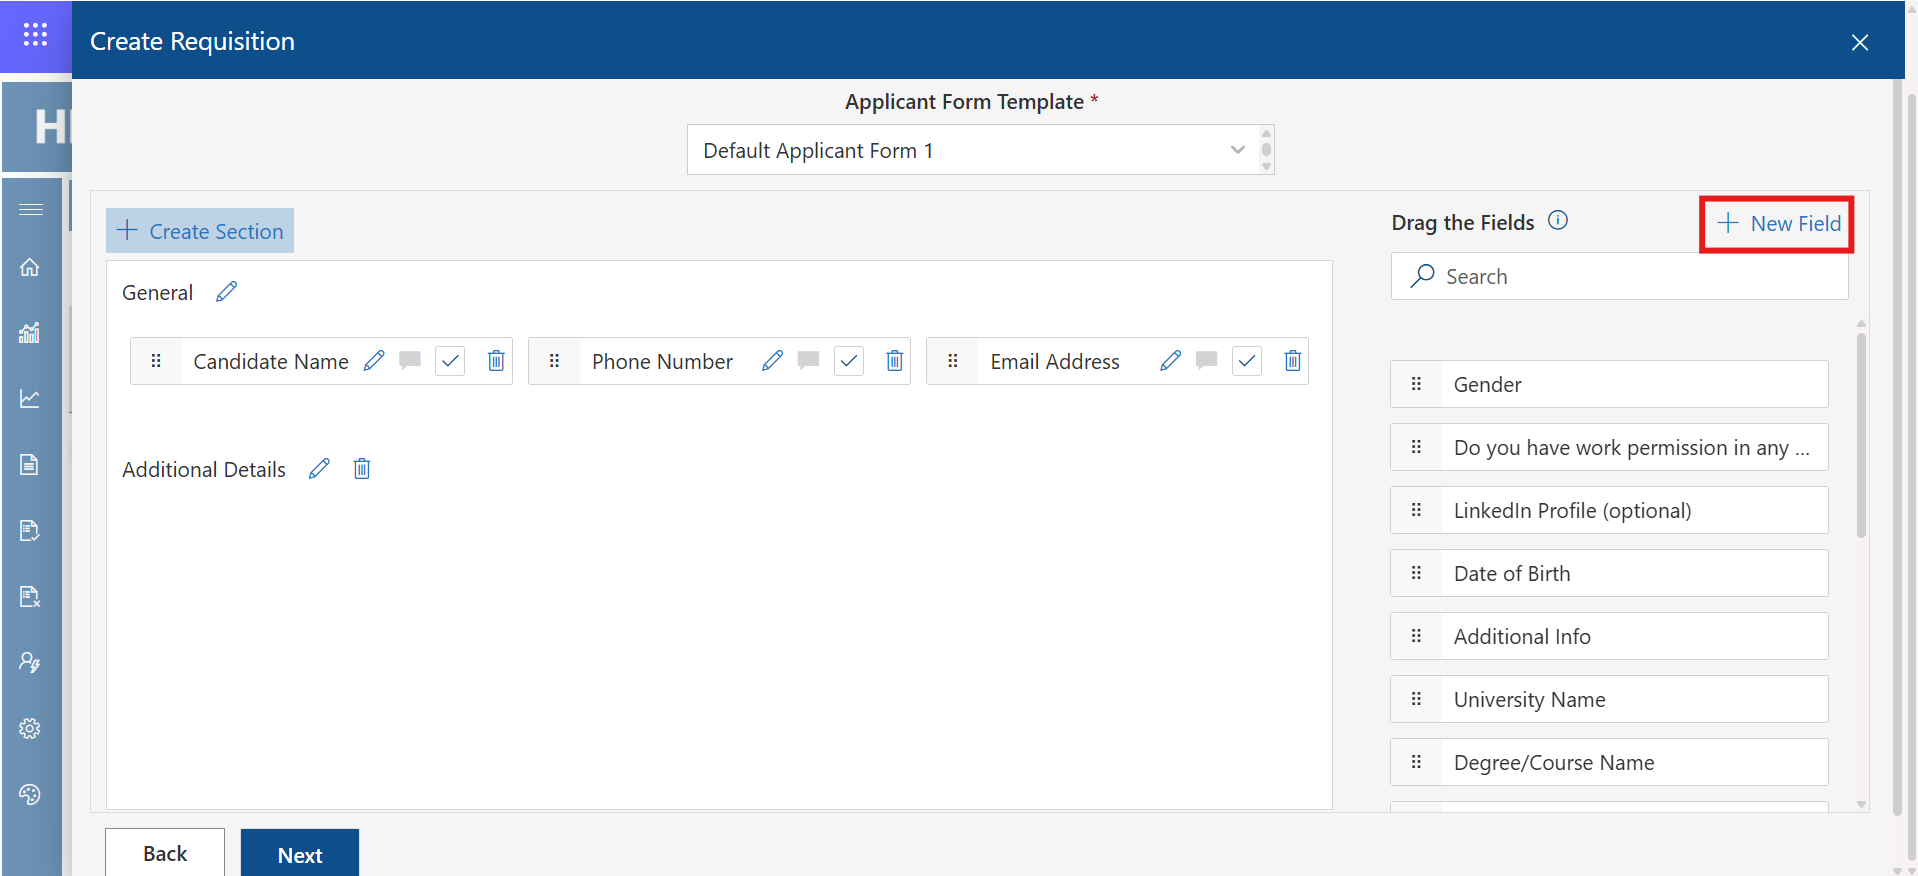 Create Requisition
Applicant Form Template *
Default Applicant Form 1
Create Section
Drag the Fields
New Field
Search
General
Candidate Name
Phone Number
Email Address
Additional Details
Gender
Do you have work permission in any ...
LinkedIn Profile (optional)
Date of Birth
Additional Info
University Name
Degree/Course Name
Back
Next